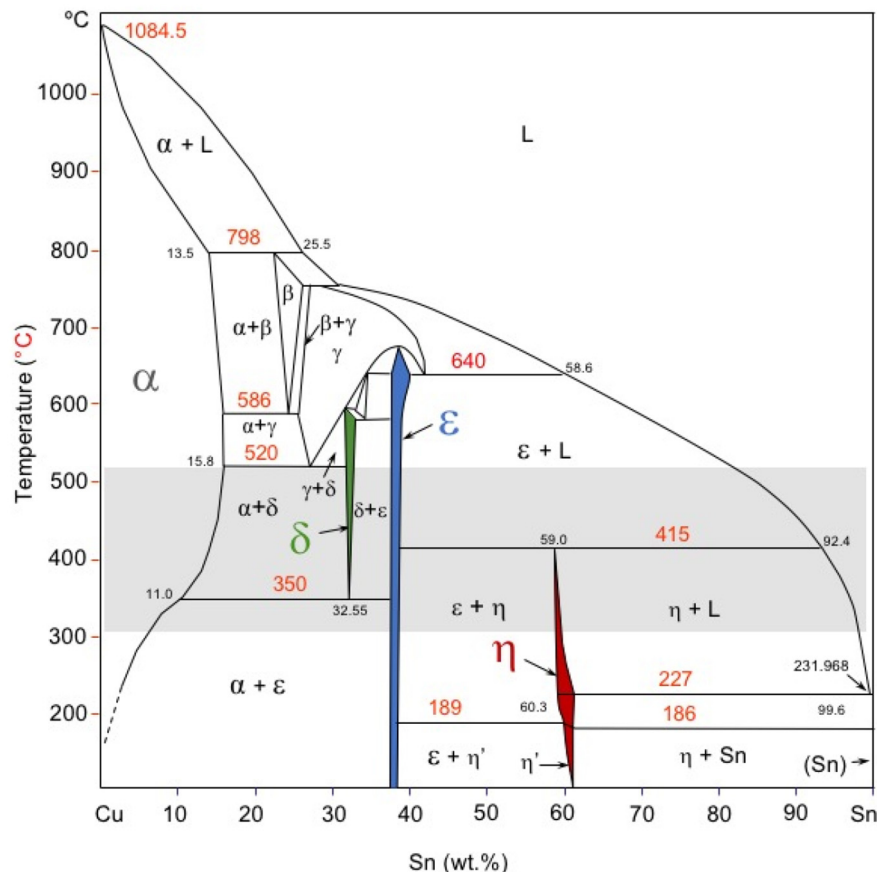 °C
1084.5
1000
L
α + L
900
800
798
25.5
13.5
β
700
α+β
β+γ
γ
640
58.6
α
600
586
ε
α+γ
ε + L
520
500
15.8
γ+δ
α+δ
δ+ε
δ
59.0
415
92.4
400
350
11.0
32.55
ε + η
η + L
300
η
231.968
α + ε
227
200
189
60.3
186
99.6
ε + η'
η'
η + Sn
(Sn)
Temperature (°C)
Cu
10
20
30
40
50
60
70
80
90
Sn
Sn (wt.%)